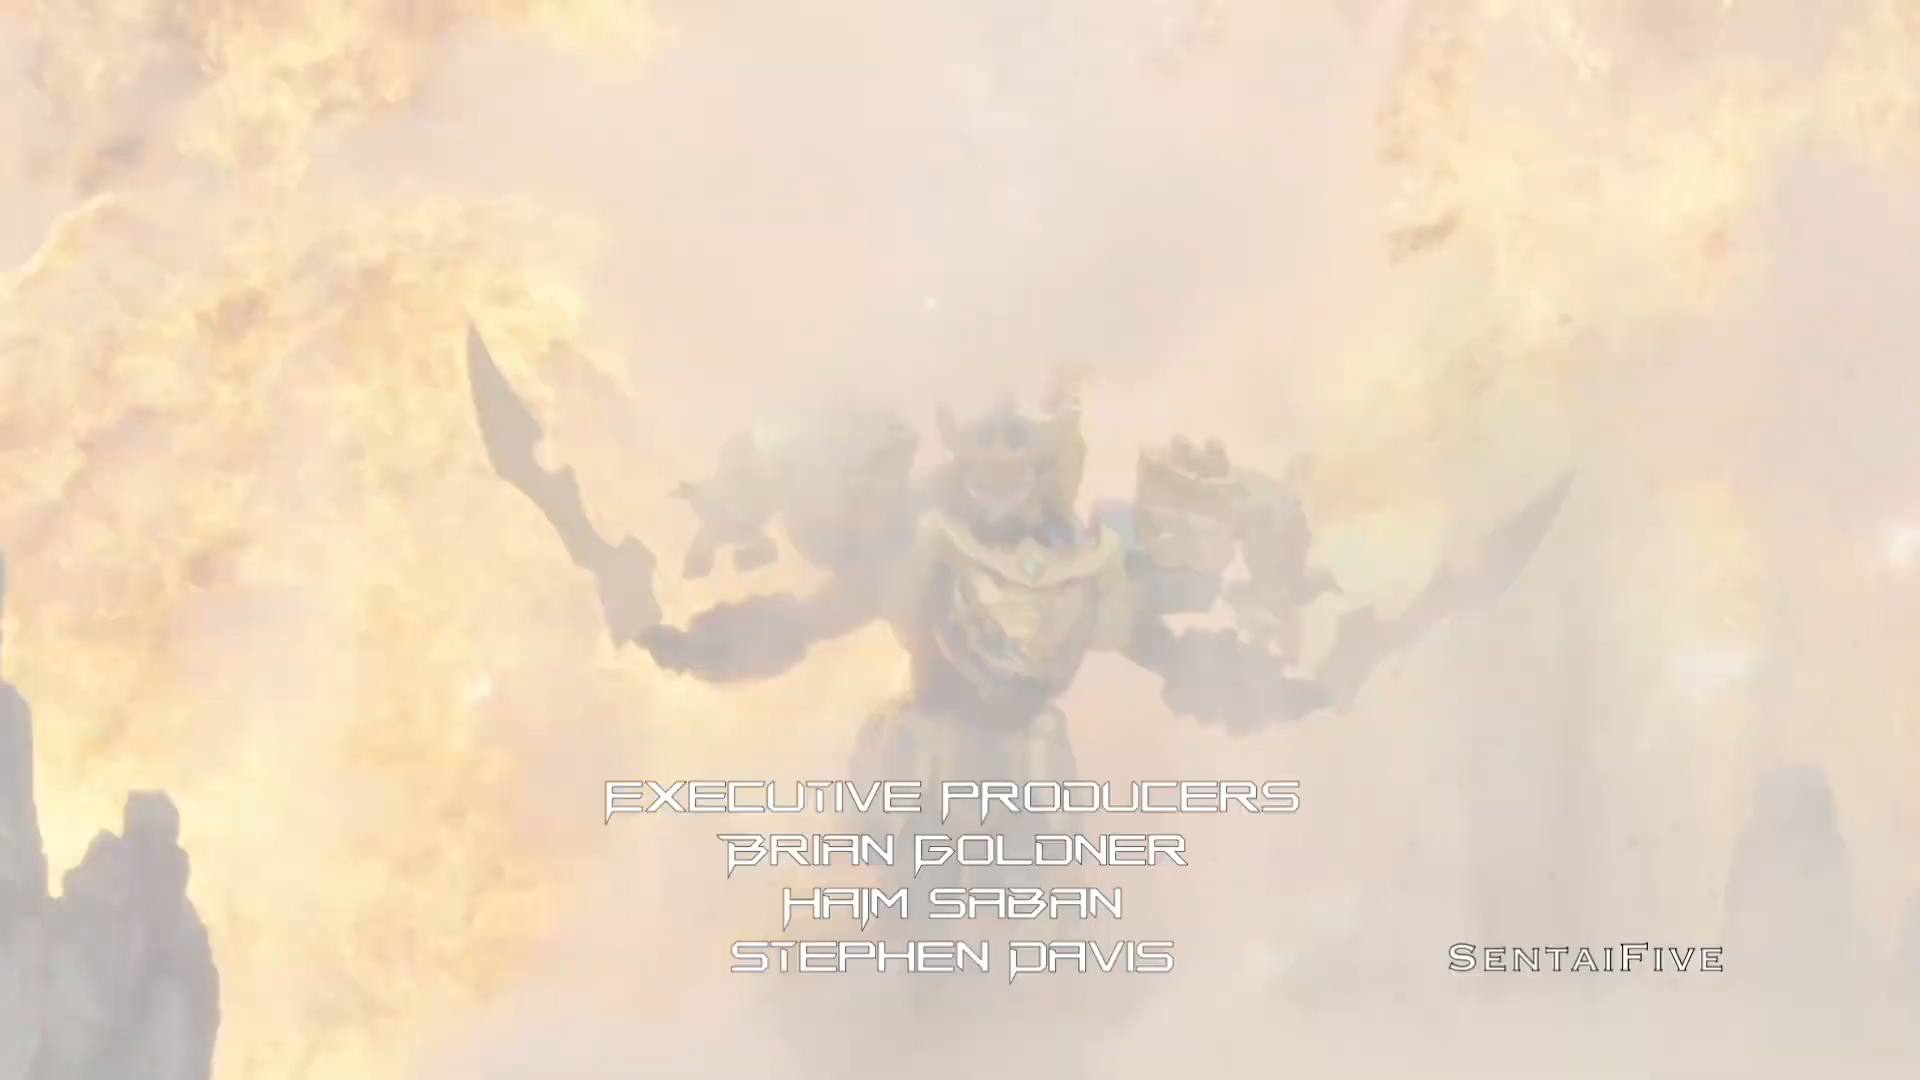 Executive Producers
Brian Goldner
Haim Saban
Stephen Davis
SentaiFive